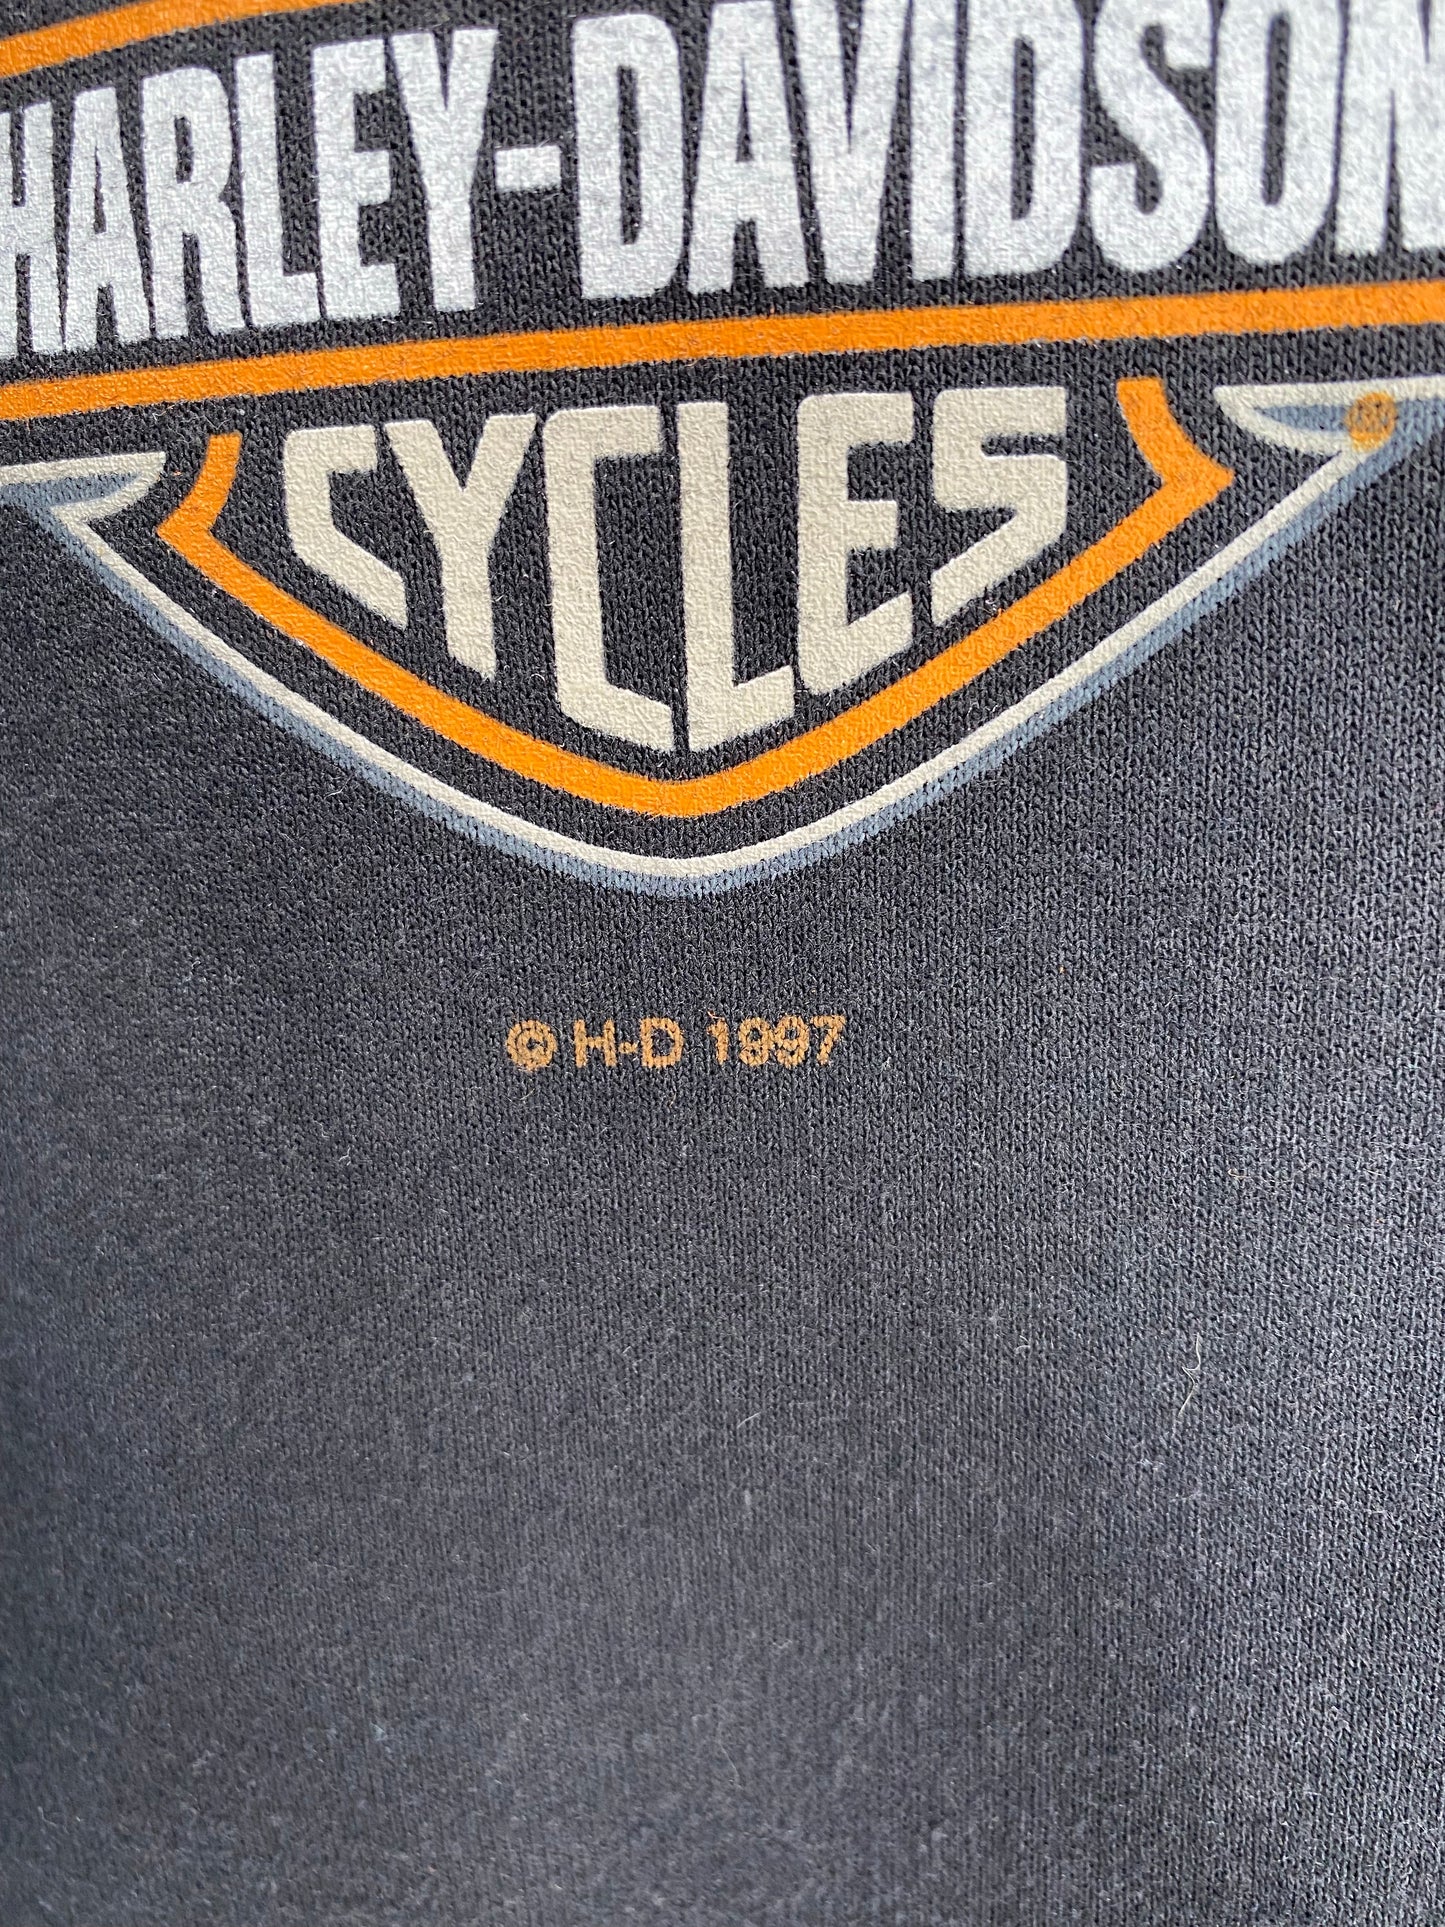 HARLEY-DAVIDSON
CYCLES
®
© H-D 1997